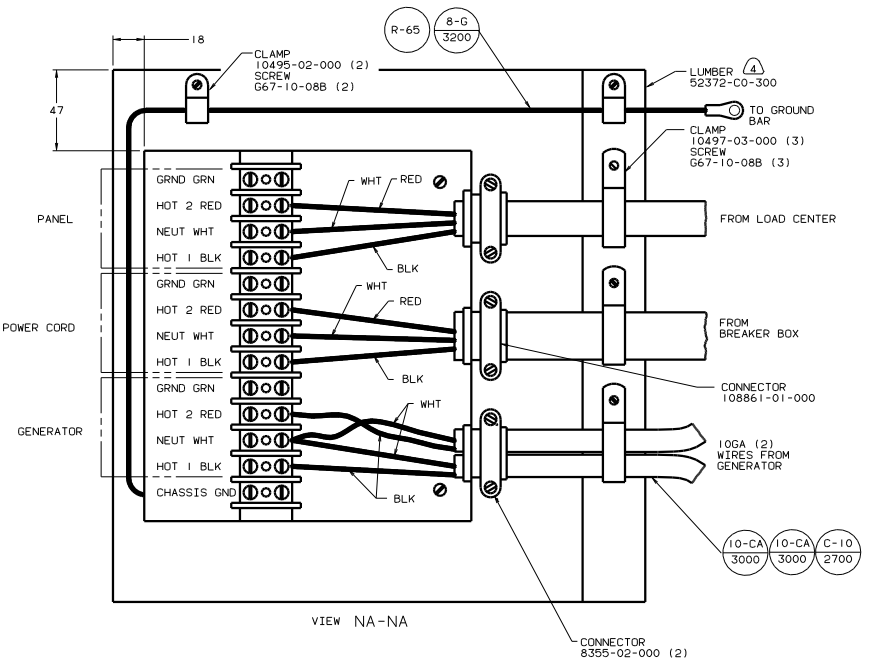 R-65
8-G
3200
18
47
CLAMP
10495-02-000 (2)
SCREW
G67-10-08B (2)
LUMBER 4
52372-C0-300
TO GROUND
BAR
CLAMP
10497-03-000 (3)
SCREW
G67-10-08B (3)
PANEL
GRND GRN
HOT 2 RED
NEUT WHT
HOT 1 BLK
WHT
RED
BLK
FROM LOAD CENTER
POWER CORD
GRND GRN
HOT 2 RED
NEUT WHT
HOT 1 BLK
WHT
RED
BLK
FROM
BREAKER BOX
CONNECTOR
108861-01-000
GENERATOR
GRND GRN
HOT 2 RED
NEUT WHT
HOT 1 BLK
CHASSIS GND
WHT
BLK
10GA (2)
WIRES FROM
GENERATOR
10-CA
3000
10-CA
3000
C-10
2700
VIEW NA-NA
CONNECTOR
8355-02-000 (2)